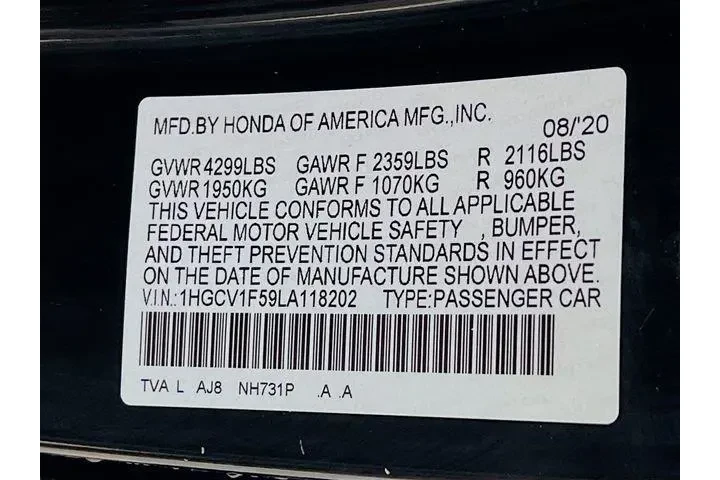 MFD.BY HONDA OF AMERICA MFG.,INC. 08/'20
GVWR 4299LBS GAWR F 2359LBS R 2116LBS
GVWR 1950KG GAWR F 1070KG R 960KG
THIS VEHICLE CONFORMS TO ALL APPLICABLE
FEDERAL MOTOR VEHICLE SAFETY , BUMPER,
AND THEFT PREVENTION STANDARDS IN EFFECT
ON THE DATE OF MANUFACTURE SHOWN ABOVE.
V.I.N.:1HGCV1F59LA118202 TYPE:PASSENGER CAR
TVA L AJ8 NH731P .A .A